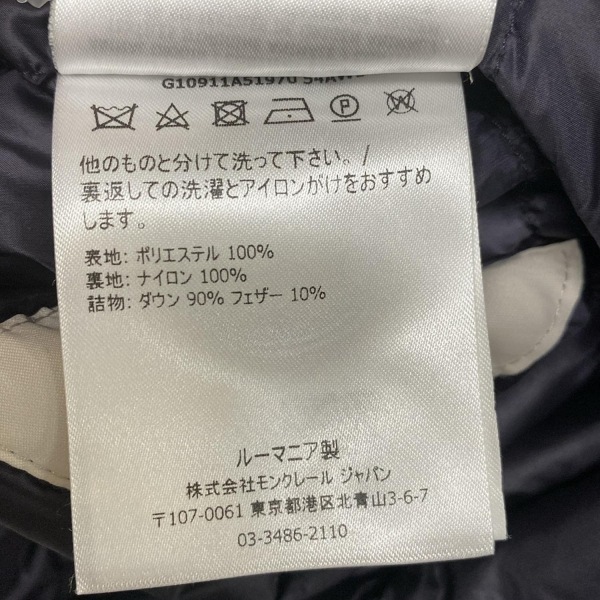 G10911A51970
P
W
他のものと分けて洗って下さい。/
裏返しての洗濯とアイロンがけをおすすめ
します。
表地: ポリエステル 100%
裏地: ナイロン 100%
詰物: ダウン 90% フェザー 10%
ルーマニア製
株式会社モンクレール ジャパン
〒107-0061 東京都港区北青山3-6-7
03-3486-2110